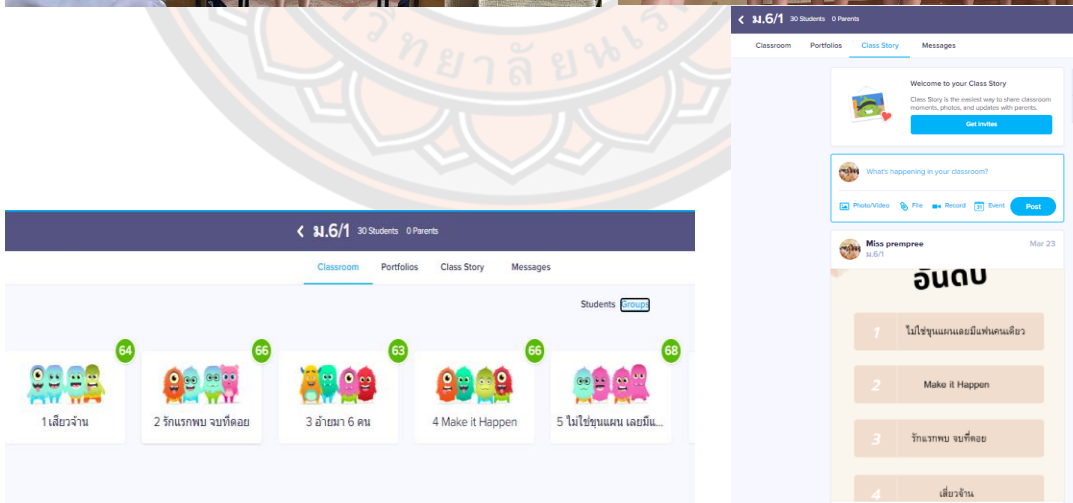 ม.6/1 30 Students 0 Parents
Classroom Portfolios Class Story Messages
Students Groups
64
1 เสียวจ้าน
66
2 รักแรกพบ จบที่ดอย
63
3 อ้ายมา 6 คน
66
4 Make it Happen
68
5 ไม่ใช่ขุนแผน เลยมีแ...
ม.6/1 30 Students 0 Parents
Classroom Portfolios Class Story Messages
Welcome to your Class Story
Class Story is the easiest way to share classroom
moments, photos, and updates with parents.
Get invites
What's happening in your classroom?
Photo/Video File Record Event Post
Miss prempree Mar 23
ม.6/1
อันดับ
1 ไม่ใช่ขุนแผนเลยมีแฟนคนเดียว
2 Make it Happen
3 รักแรกพบ จบที่ดอย
4 เสี่ยวจ้าน